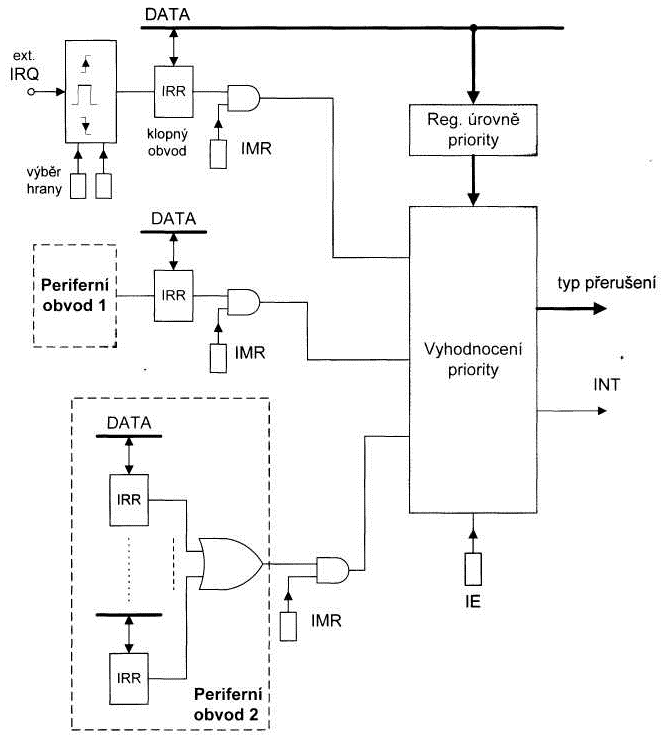 DATA
ext.
IRQ
IRR
klopný
obvod
IMR
výběr
hrany
Reg. úrovně
priority
DATA
Periferní
obvod 1
IRR
IMR
Vyhodnocení
priority
typ přerušení
INT
DATA
IRR
IRR
IMR
IE
Periferní
obvod 2